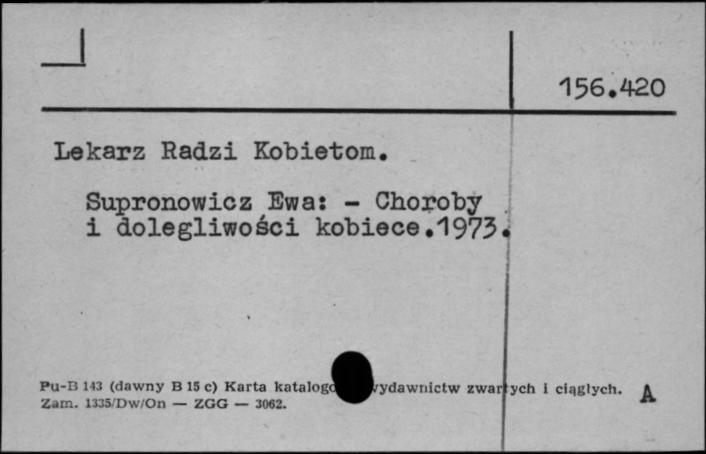 156.420
Lekarz Radzi Kobietom.
Supronowicz Ewa: - Choroby
i dolegliwości kobiece.1973.
Pu-B 143 (dawny B 15 c) Karta katalogo ydawnictw zwartych i ciągłych. A
Zam. 1335/Dw/On — ZGG — 3062.